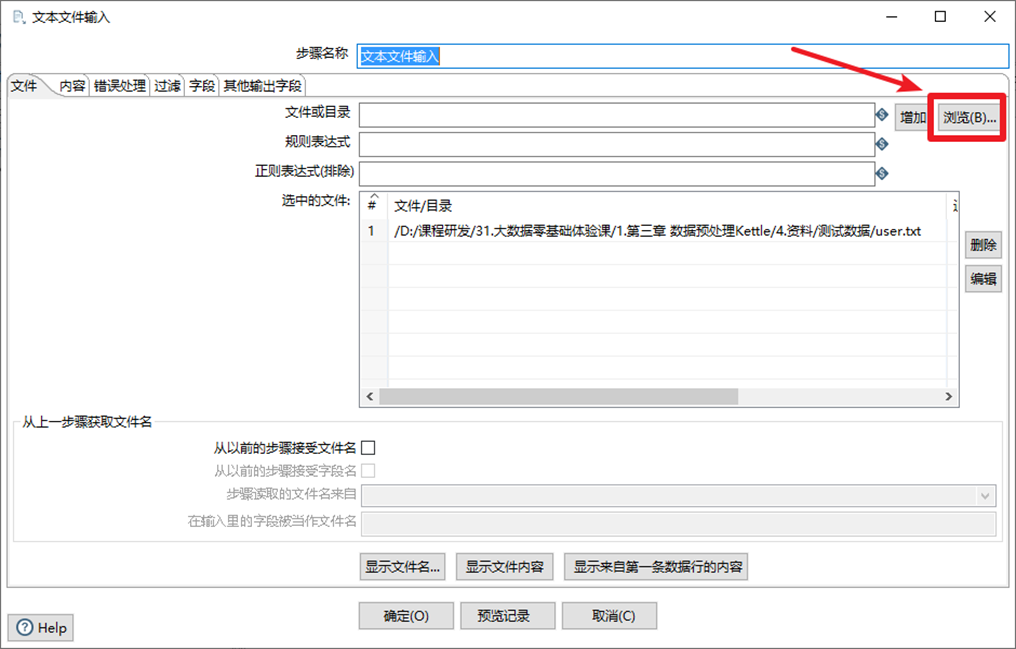 文本文件输入
步骤名称 文本文件输入
文件 内容 错误处理 过滤 字段 其他输出字段
文件或目录 增加 浏览(B)...
规则表达式
正则表达式(排除)
选中的文件: # 文件/目录
1 /D:/课程研发/31.大数据零基础体验课/1.第三章 数据预处理Kettle/4.资料/测试数据/user.txt
删除
编辑
从上一步骤获取文件名
从以前的步骤接受文件名
从以前的步骤接受字段名
步骤读取的文件名来自
在输入里的字段被当作文件名
显示文件名... 显示文件内容 显示来自第一条数据行的内容
确定(O) 预览记录 取消(C)
Help